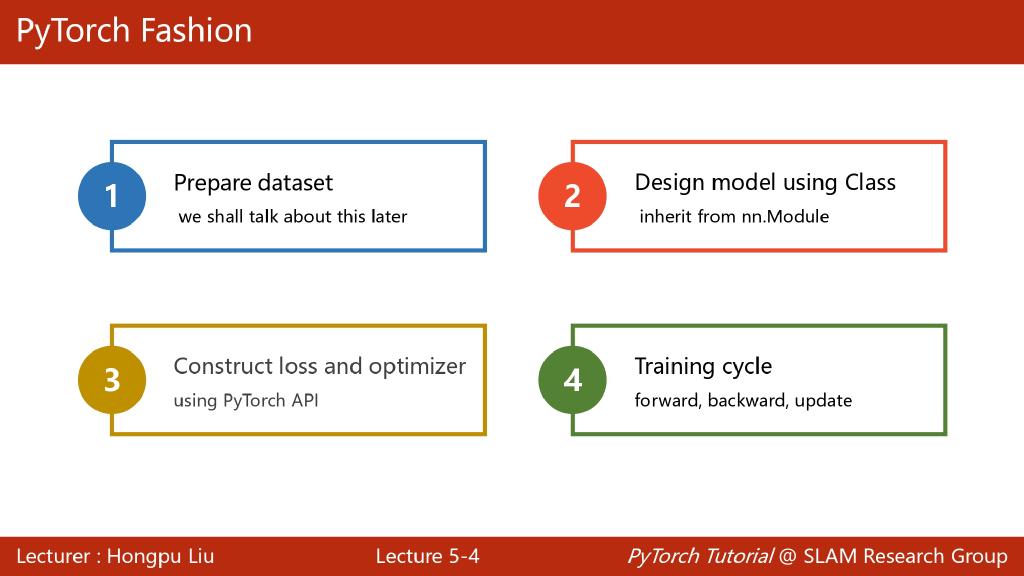 PyTorch Fashion
1
Prepare dataset
we shall talk about this later
2
Design model using Class
inherit from nn.Module
3
Construct loss and optimizer
using PyTorch API
4
Training cycle
forward, backward, update
Lecturer : Hongpu Liu
Lecture 5-4
PyTorch Tutorial @ SLAM Research Group